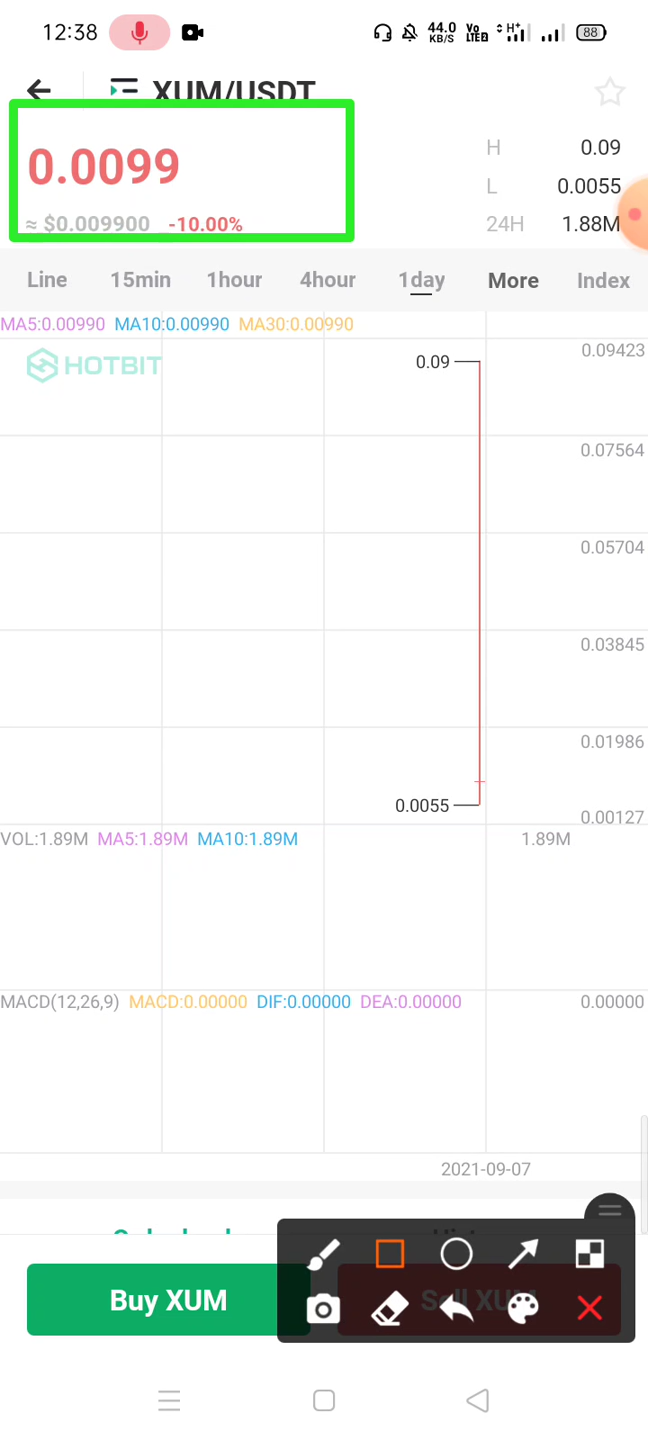 12:38 44.0 KB/S Vo LTE2 H+ 88
XUM/USDT
0.0099
≈ $0.009900 -10.00%
H 0.09
L 0.0055
24H 1.88M
Line 15min 1hour 4hour 1day More Index
MA5:0.00990 MA10:0.00990 MA30:0.00990
HOTBIT
0.09
0.09423
0.07564
0.05704
0.03845
0.01986
0.0055
0.00127
VOL:1.89M MA5:1.89M MA10:1.89M 1.89M
MACD(12,26,9) MACD:0.00000 DIF:0.00000 DEA:0.00000 0.00000
2021-09-07
Buy XUM
Sell XUM